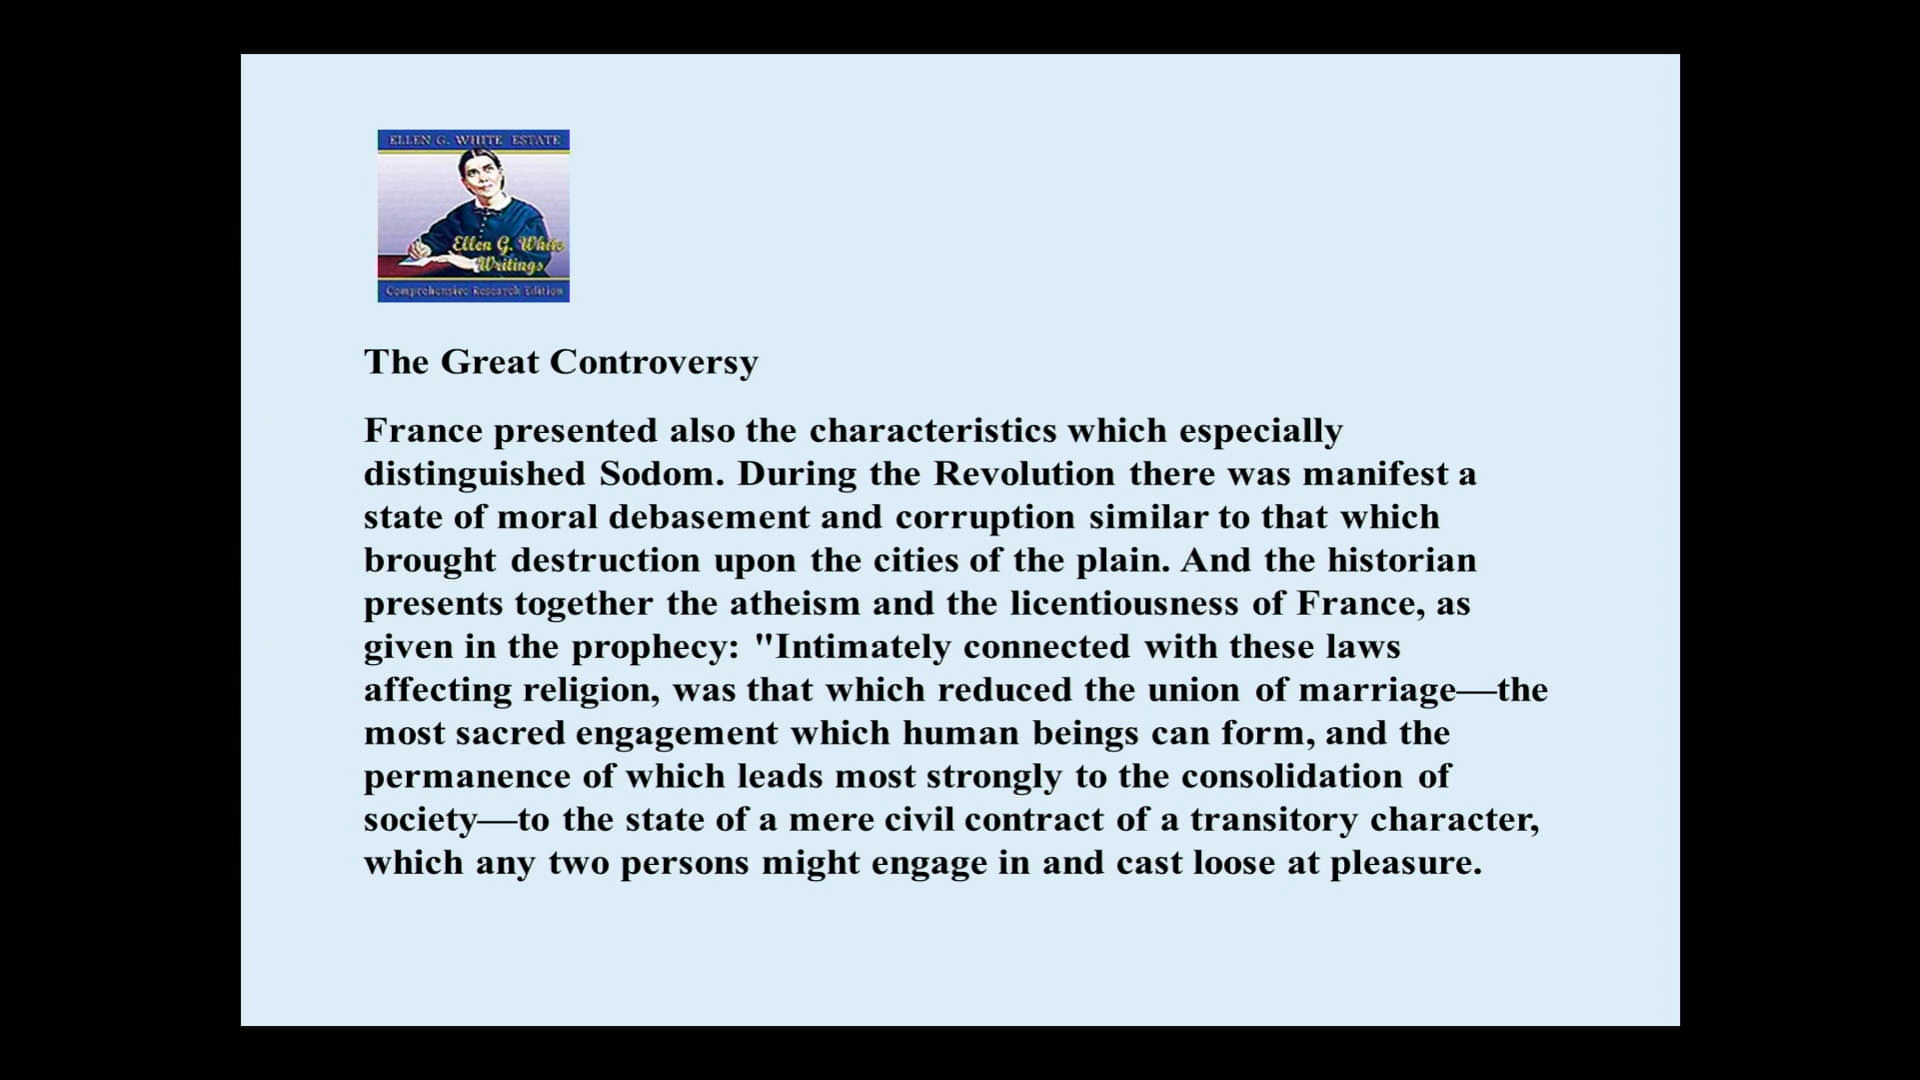 ELLEN G. WHITE ESTATE
Ellen G. White
Writings
Comprehensive Research Edition
The Great Controversy
France presented also the characteristics which especially
distinguished Sodom. During the Revolution there was manifest a
state of moral debasement and corruption similar to that which
brought destruction upon the cities of the plain. And the historian
presents together the atheism and the licentiousness of France, as
given in the prophecy: "Intimately connected with these laws
affecting religion, was that which reduced the union of marriage—the
most sacred engagement which human beings can form, and the
permanence of which leads most strongly to the consolidation of
society—to the state of a mere civil contract of a transitory character,
which any two persons might engage in and cast loose at pleasure.